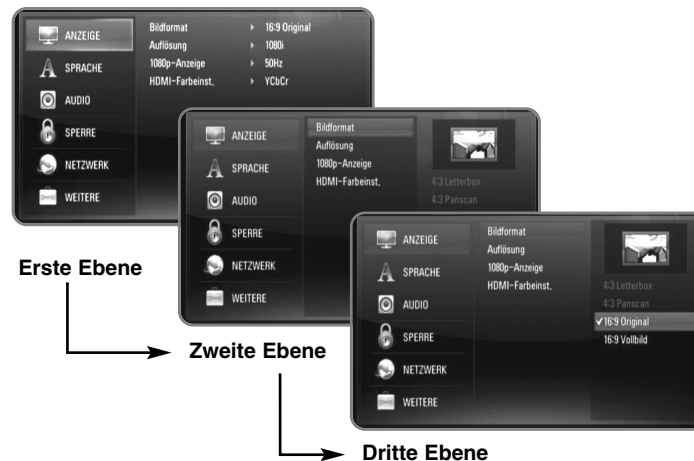 ANZEIGE
SPRACHE
AUDIO
SPERRE
NETZWERK
WEITERE
Bildformat 16:9 Original
Auflösung 1080i
1080p-Anzeige 50Hz
HDMI-Farbeinst. YCbCr
Erste Ebene
ANZEIGE
SPRACHE
AUDIO
SPERRE
NETZWERK
WEITERE
Bildformat
Auflösung
1080p-Anzeige
HDMI-Farbeinst.
4:3 Letterbox
4:3 Panscan
Zweite Ebene
ANZEIGE
SPRACHE
AUDIO
SPERRE
NETZWERK
WEITERE
Bildformat
Auflösung
1080p-Anzeige
HDMI-Farbeinst.
4:3 Letterbox
4:3 Panscan
✓16:9 Original
16:9 Vollbild
Dritte Ebene